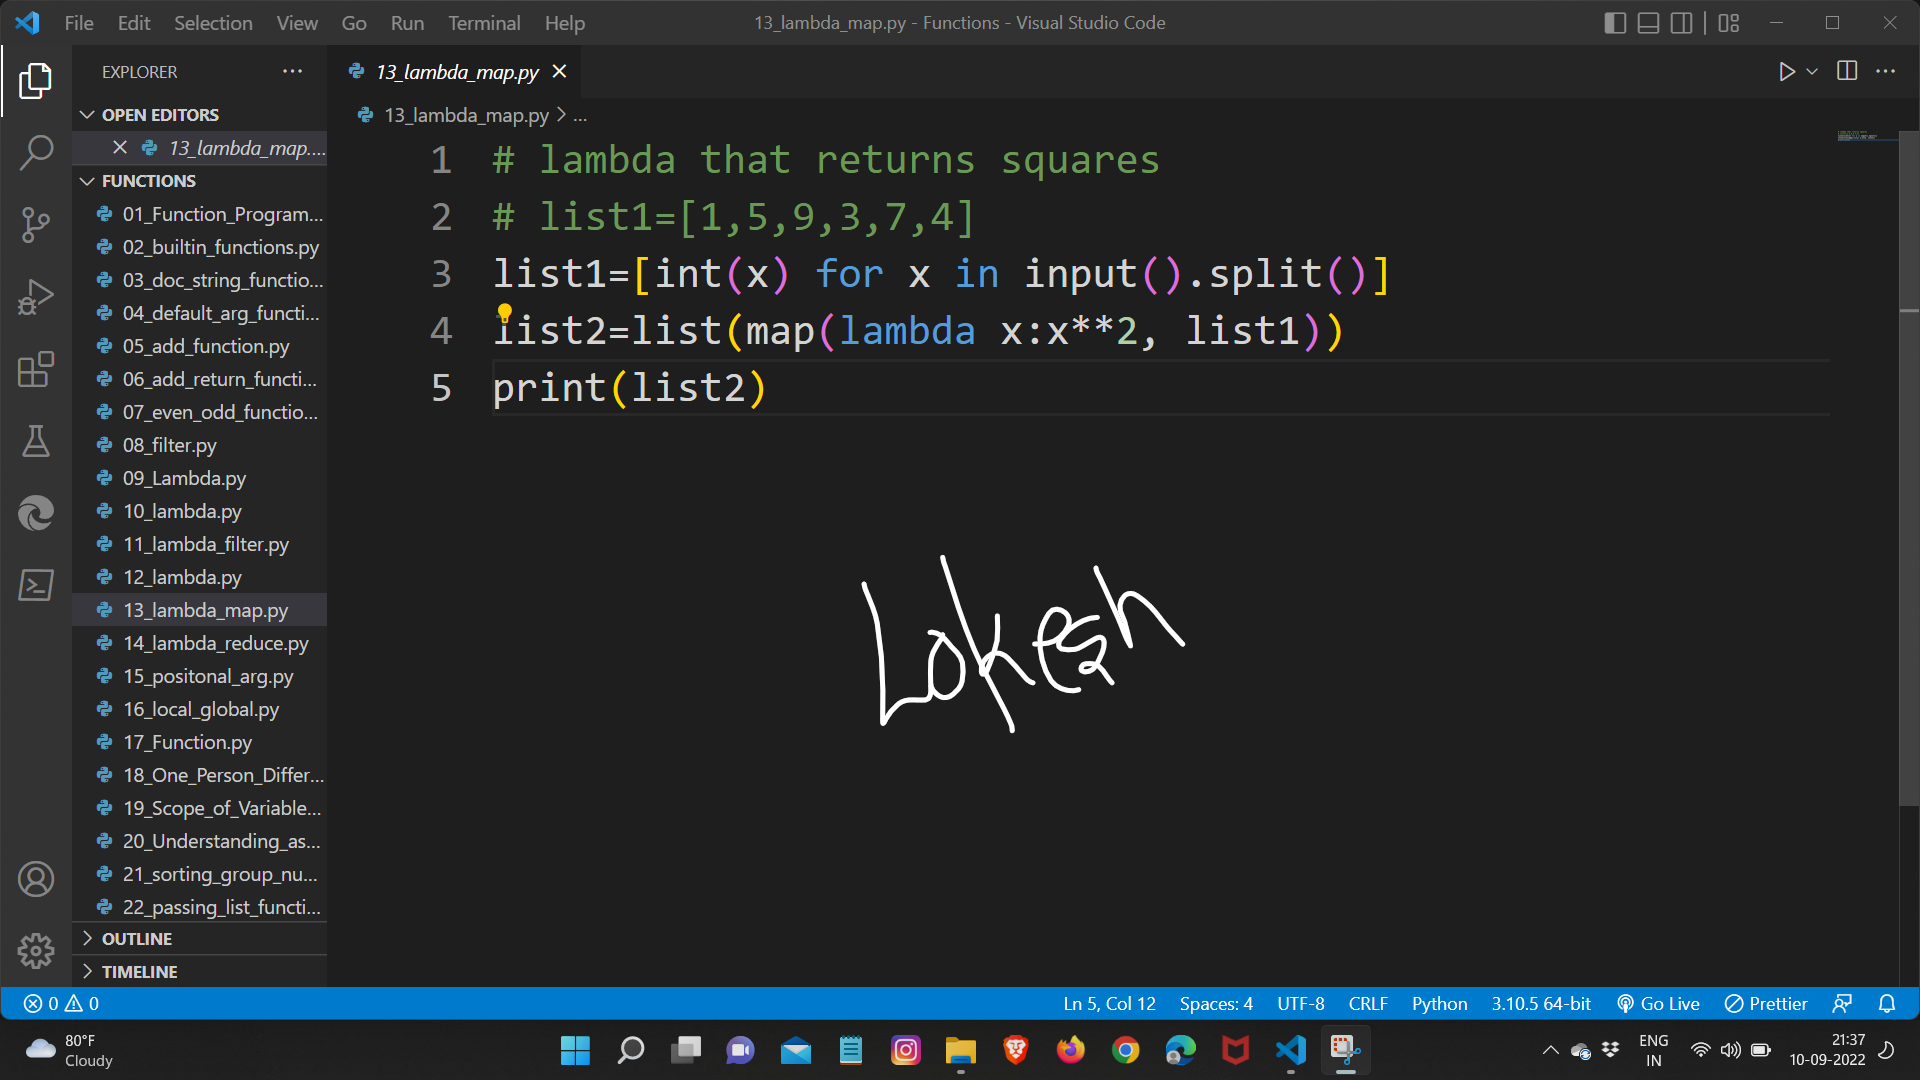 File Edit Selection View Go Run Terminal Help 13_lambda_map.py - Functions - Visual Studio Code
EXPLORER
13_lambda_map.py
OPEN EDITORS
13_lambda_map....
FUNCTIONS
01_Function_Program...
02_builtin_functions.py
03_doc_string_functio...
04_default_arg_functi...
05_add_function.py
06_add_return_functi...
07_even_odd_functio...
08_filter.py
09_Lambda.py
10_lambda.py
11_lambda_filter.py
12_lambda.py
13_lambda_map.py
14_lambda_reduce.py
15_positonal_arg.py
16_local_global.py
17_Function.py
18_One_Person_Differ...
19_Scope_of_Variable...
20_Understanding_as...
21_sorting_group_nu...
22_passing_list_functi...
OUTLINE
TIMELINE
13_lambda_map.py > ...
1 # lambda that returns squares
2 # list1=[1,5,9,3,7,4]
3 list1=[int(x) for x in input().split()]
4 list2=list(map(lambda x:x**2, list1))
5 print(list2)
Lokesh
0 0 Ln 5, Col 12 Spaces: 4 UTF-8 CRLF Python 3.10.5 64-bit Go Live Prettier
80°F
Cloudy
ENG
IN
21:37
10-09-2022